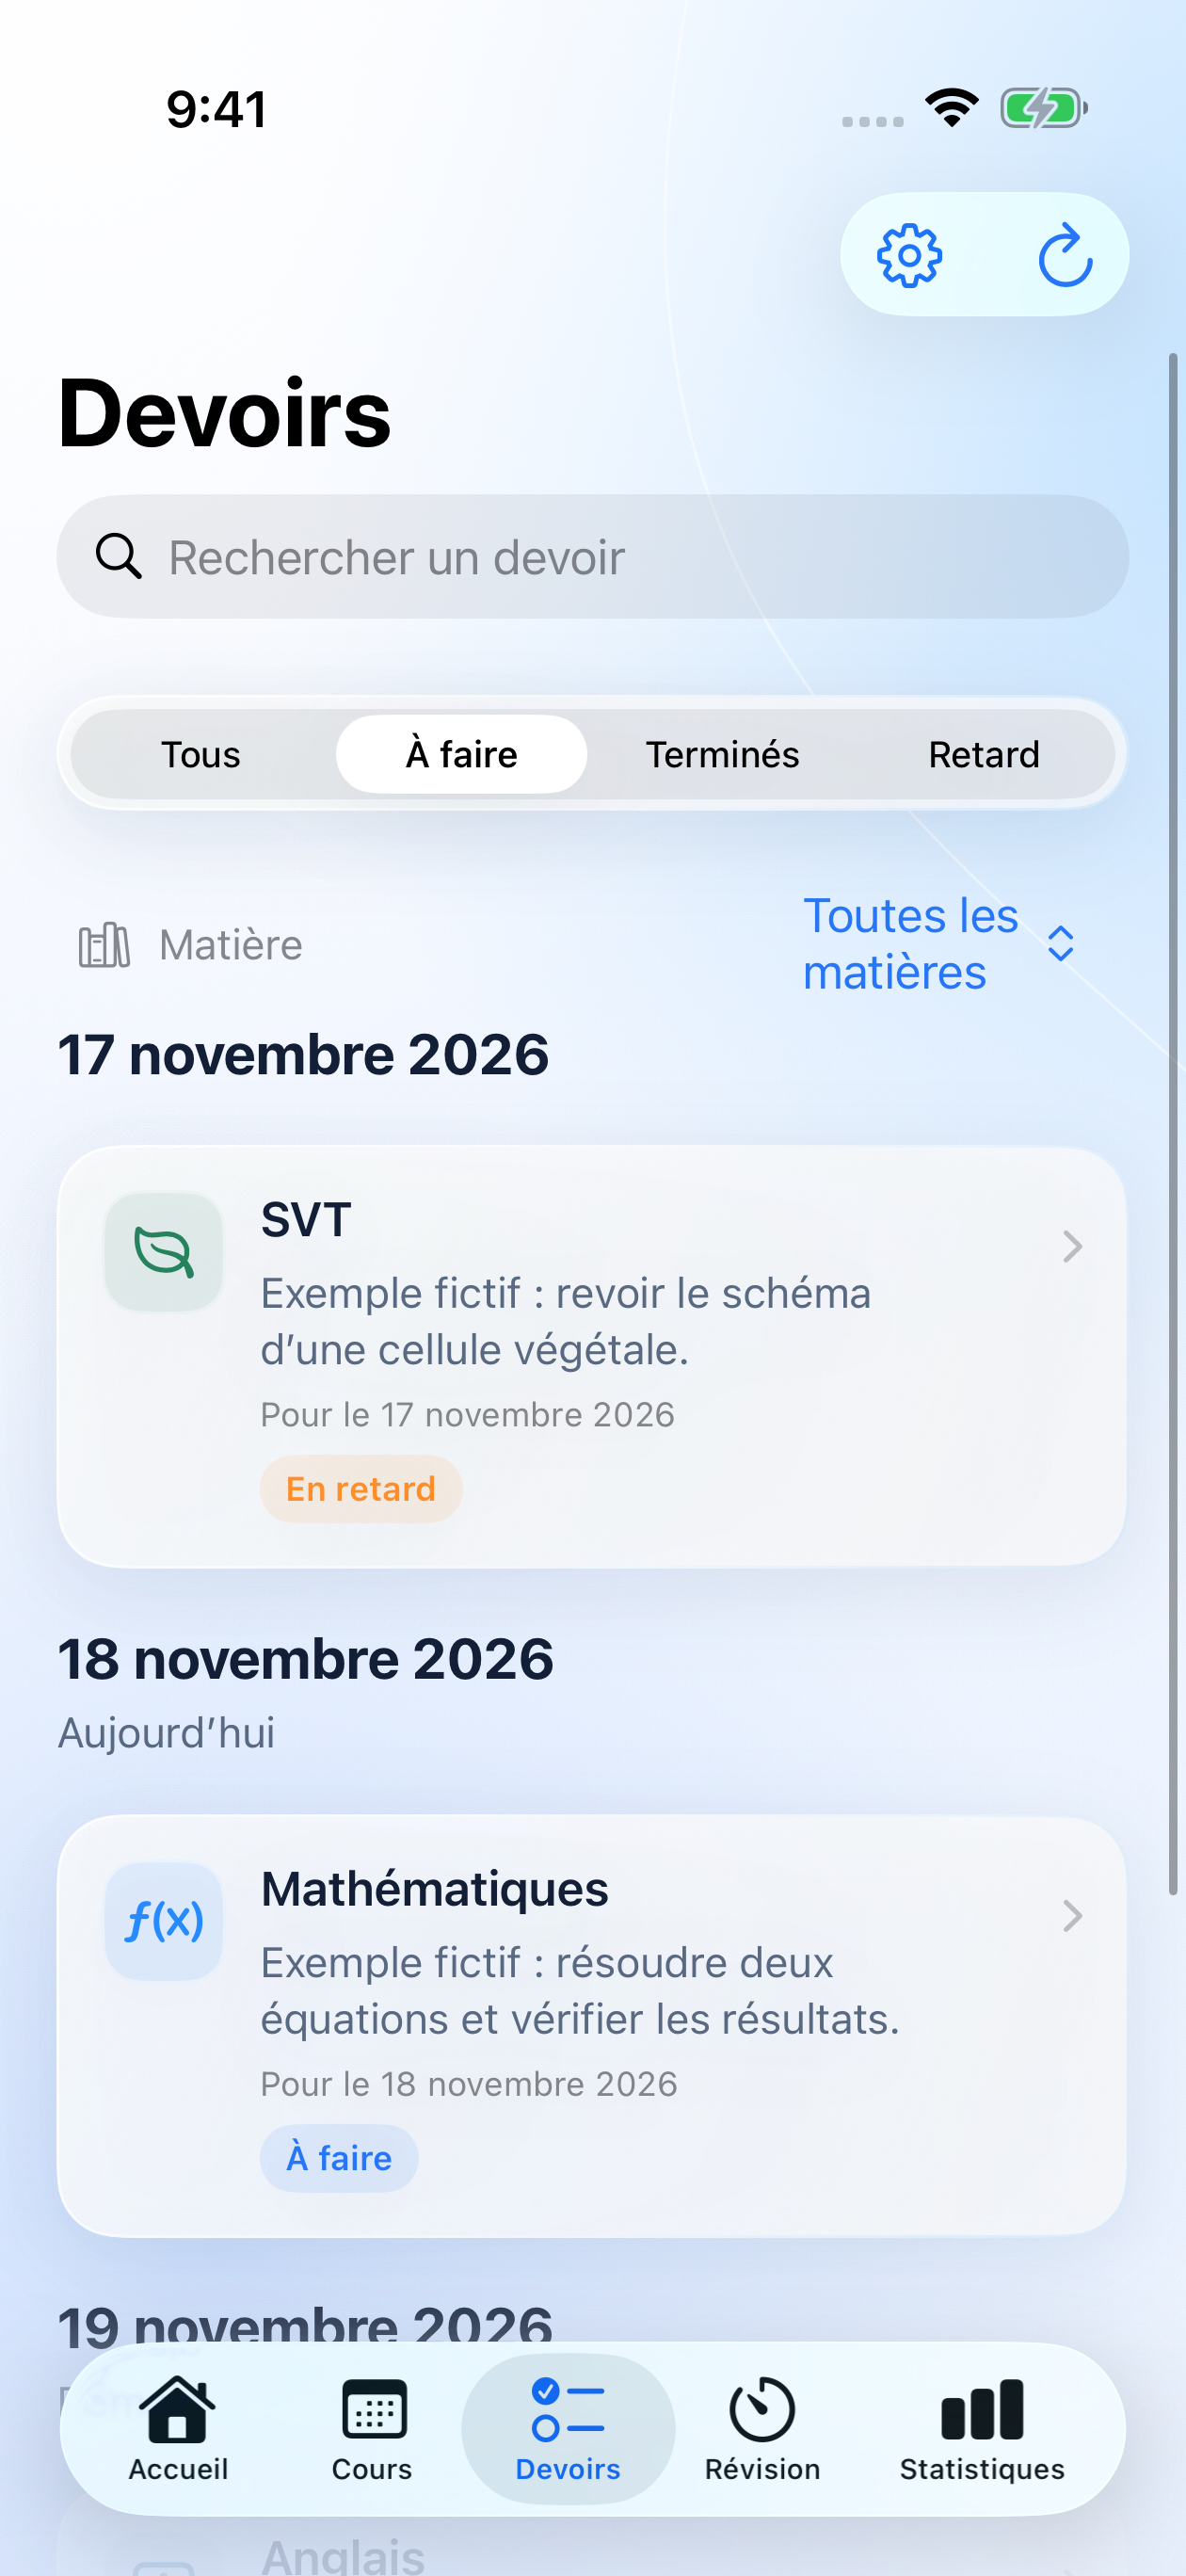 9:41
Devoirs
Rechercher un devoir
Tous À faire Terminés Retard
Matière
Toutes les
matières
17 novembre 2026
SVT
Exemple fictif : revoir le schéma
d’une cellule végétale.
Pour le 17 novembre 2026
En retard
18 novembre 2026
Aujourd’hui
Mathématiques
Exemple fictif : résoudre deux
équations et vérifier les résultats.
Pour le 18 novembre 2026
À faire
f(x)
19 novembre 2026
Accueil Cours Devoirs Révision Statistiques
Anglais